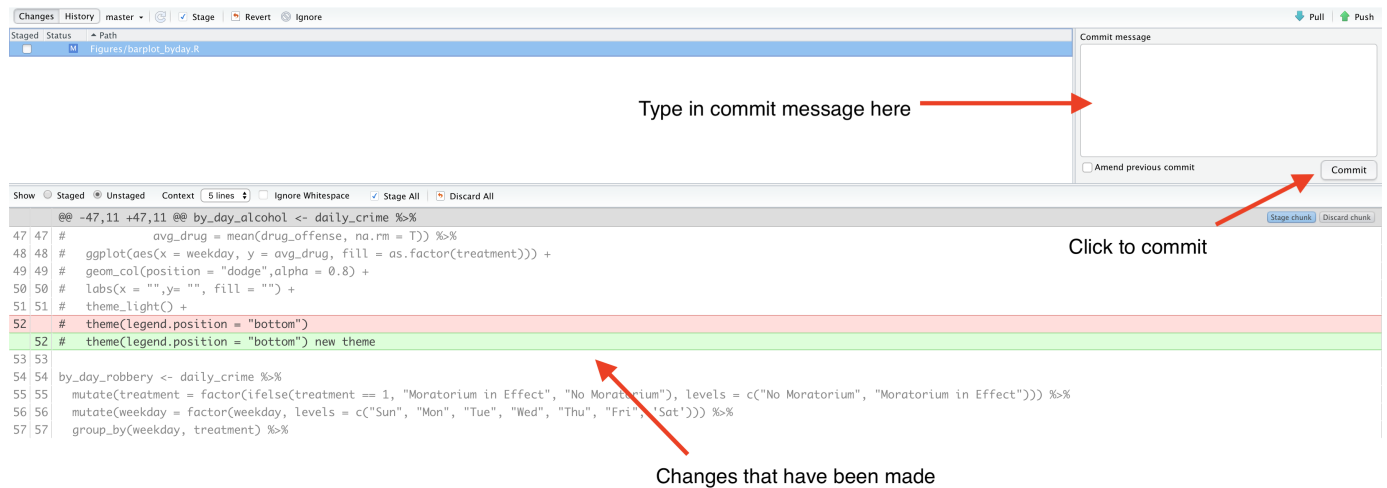 Changes History master Stage Revert Ignore Pull Push
Staged Status Path Commit message
M Figures/barplot_byday.R
Type in commit message here
Amend previous commit Commit
Show Staged Unstaged Context 5 lines Ignore Whitespace Stage All Discard All
@@ -47,11 +47,11 @@ by_day_alcohol <- daily_crime %>% Stage chunk Discard chunk
47 47 # avg_drug = mean(drug_offense, na.rm = T)) %>%
Click to commit
48 48 # ggplot(aes(x = weekday, y = avg_drug, fill = as.factor(treatment))) +
49 49 # geom_col(position = "dodge",alpha = 0.8) +
50 50 # labs(x = "",y= "", fill = "") +
51 51 # theme_light() +
52 # theme(legend.position = "bottom")
52 # theme(legend.position = "bottom") new theme
53 53
54 54 by_day_robbery <- daily_crime %>%
55 55 mutate(treatment = factor(ifelse(treatment == 1, "Moratorium in Effect", "No Moratorium"), levels = c("No Moratorium", "Moratorium in Effect"))) %>%
56 56 mutate(weekday = factor(weekday, levels = c("Sun", "Mon", "Tue", "Wed", "Thu", "Fri", 'Sat'))) %>%
57 57 group_by(weekday, treatment) %>%
Changes that have been made